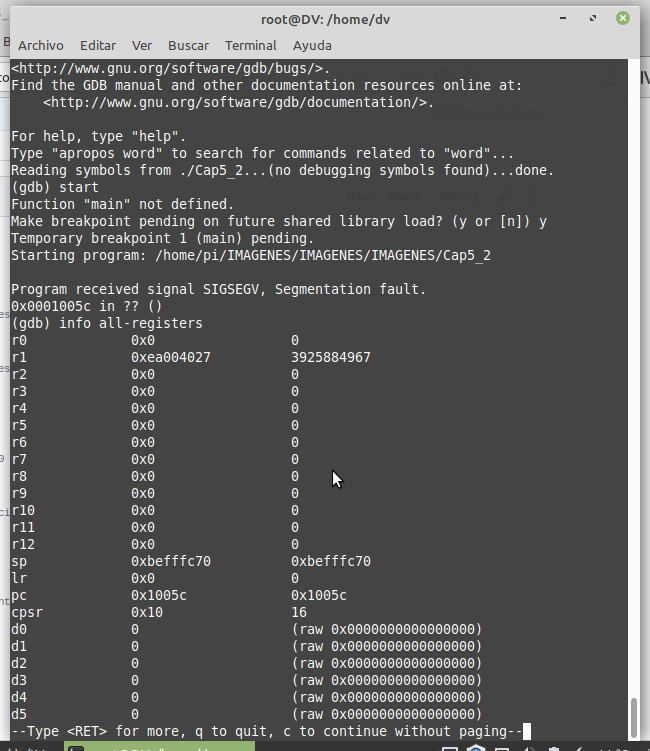 root@DV: /home/dv
Archivo Editar Ver Buscar Terminal Ayuda
<http://www.gnu.org/software/gdb/bugs/>.
Find the GDB manual and other documentation resources online at:
    <http://www.gnu.org/software/gdb/documentation/>.
For help, type "help".
Type "apropos word" to search for commands related to "word"...
Reading symbols from ./Cap5_2...(no debugging symbols found)...done.
(gdb) start
Function "main" not defined.
Make breakpoint pending on future shared library load? (y or [n]) y
Temporary breakpoint 1 (main) pending.
Starting program: /home/pi/IMAGENES/IMAGENES/IMAGENES/Cap5_2
Program received signal SIGSEGV, Segmentation fault.
0x0001005c in ?? ()
(gdb) info all-registers
r0 0x0 0
r1 0xea004027 3925884967
r2 0x0 0
r3 0x0 0
r4 0x0 0
r5 0x0 0
r6 0x0 0
r7 0x0 0
r8 0x0 0
r9 0x0 0
r10 0x0 0
r11 0x0 0
r12 0x0 0
sp 0xbefffc70 0xbefffc70
lr 0x0 0
pc 0x1005c 0x1005c
cpsr 0x10 16
d0 0 (raw 0x0000000000000000)
d1 0 (raw 0x0000000000000000)
d2 0 (raw 0x0000000000000000)
d3 0 (raw 0x0000000000000000)
d4 0 (raw 0x0000000000000000)
d5 0 (raw 0x0000000000000000)
--Type <RET> for more, q to quit, c to continue without paging--